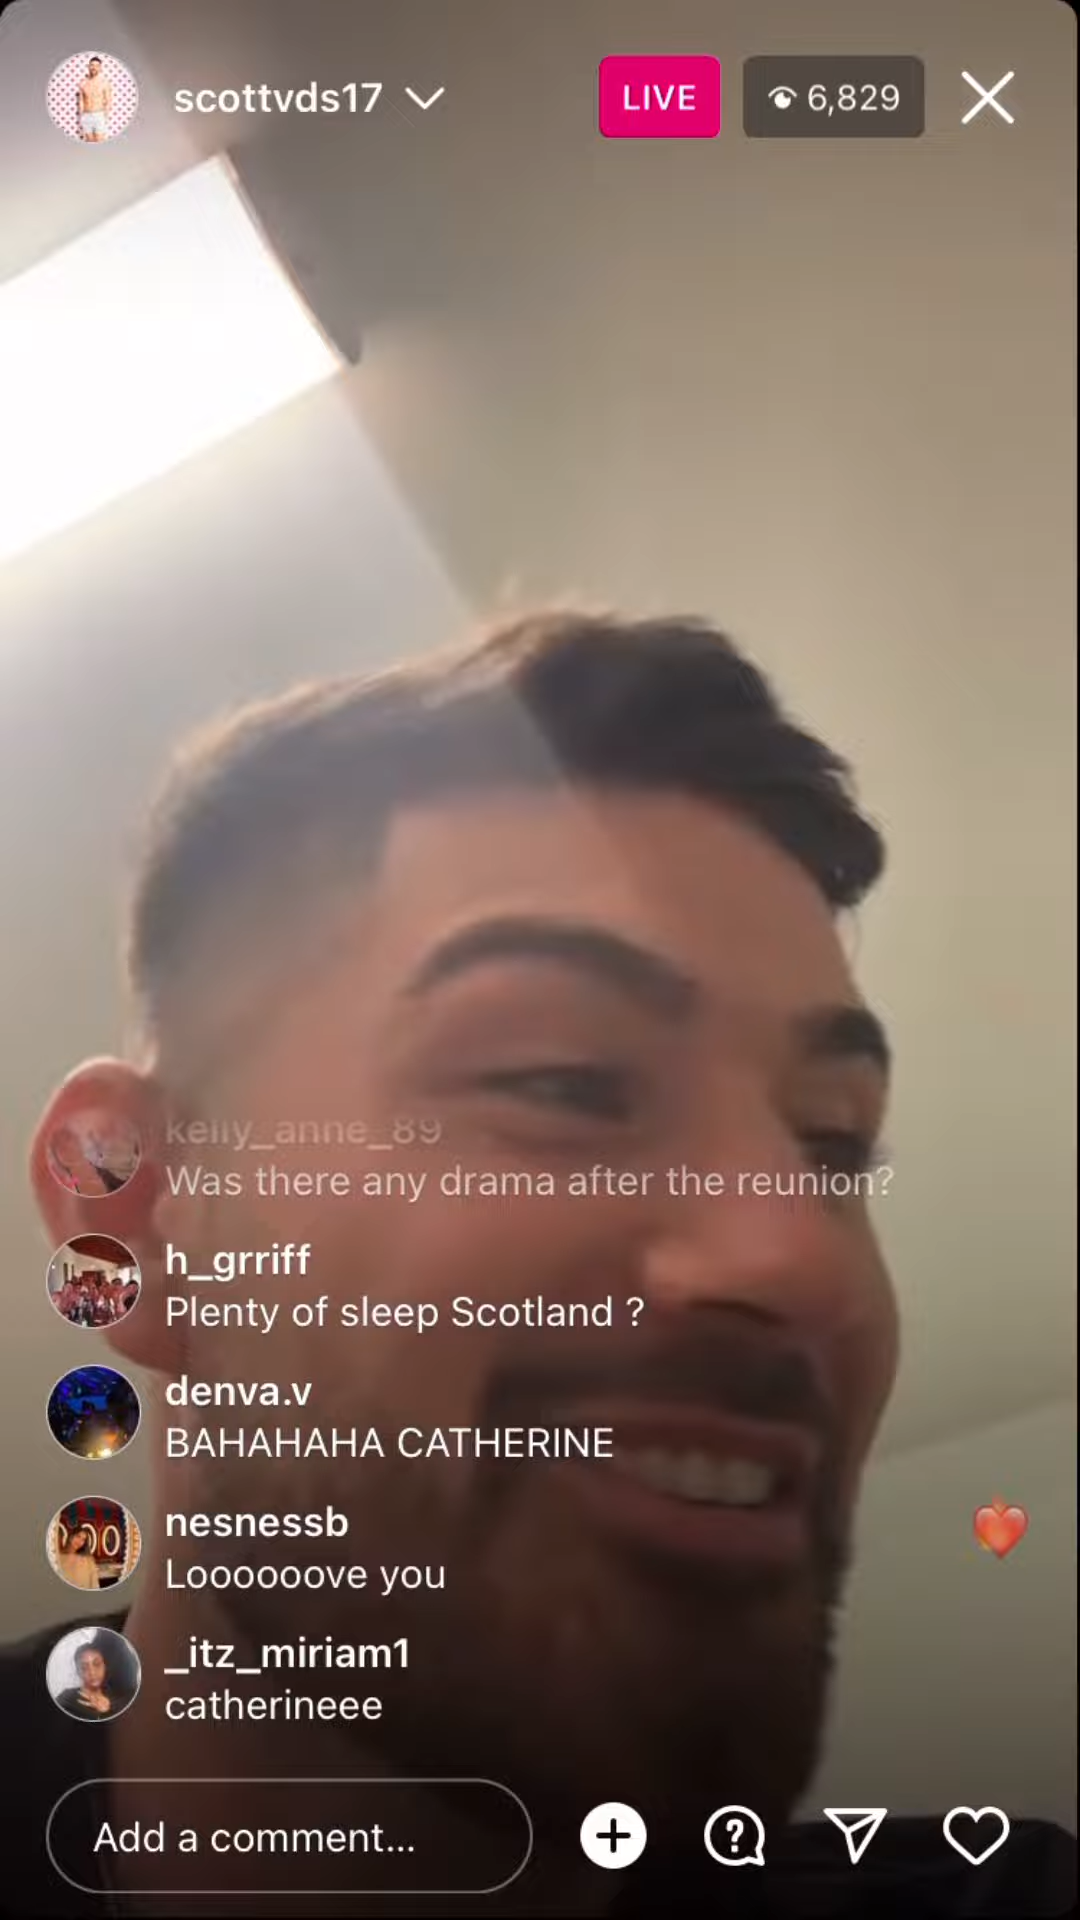 scottvds17
LIVE
6,829
kelly_anne_89
Was there any drama after the reunion?
h_grriff
Plenty of sleep Scotland ?
denva.v
BAHAHAHA CATHERINE
nesnessb
Loooooove you
_itz_miriam1
catherineee
Add a comment...